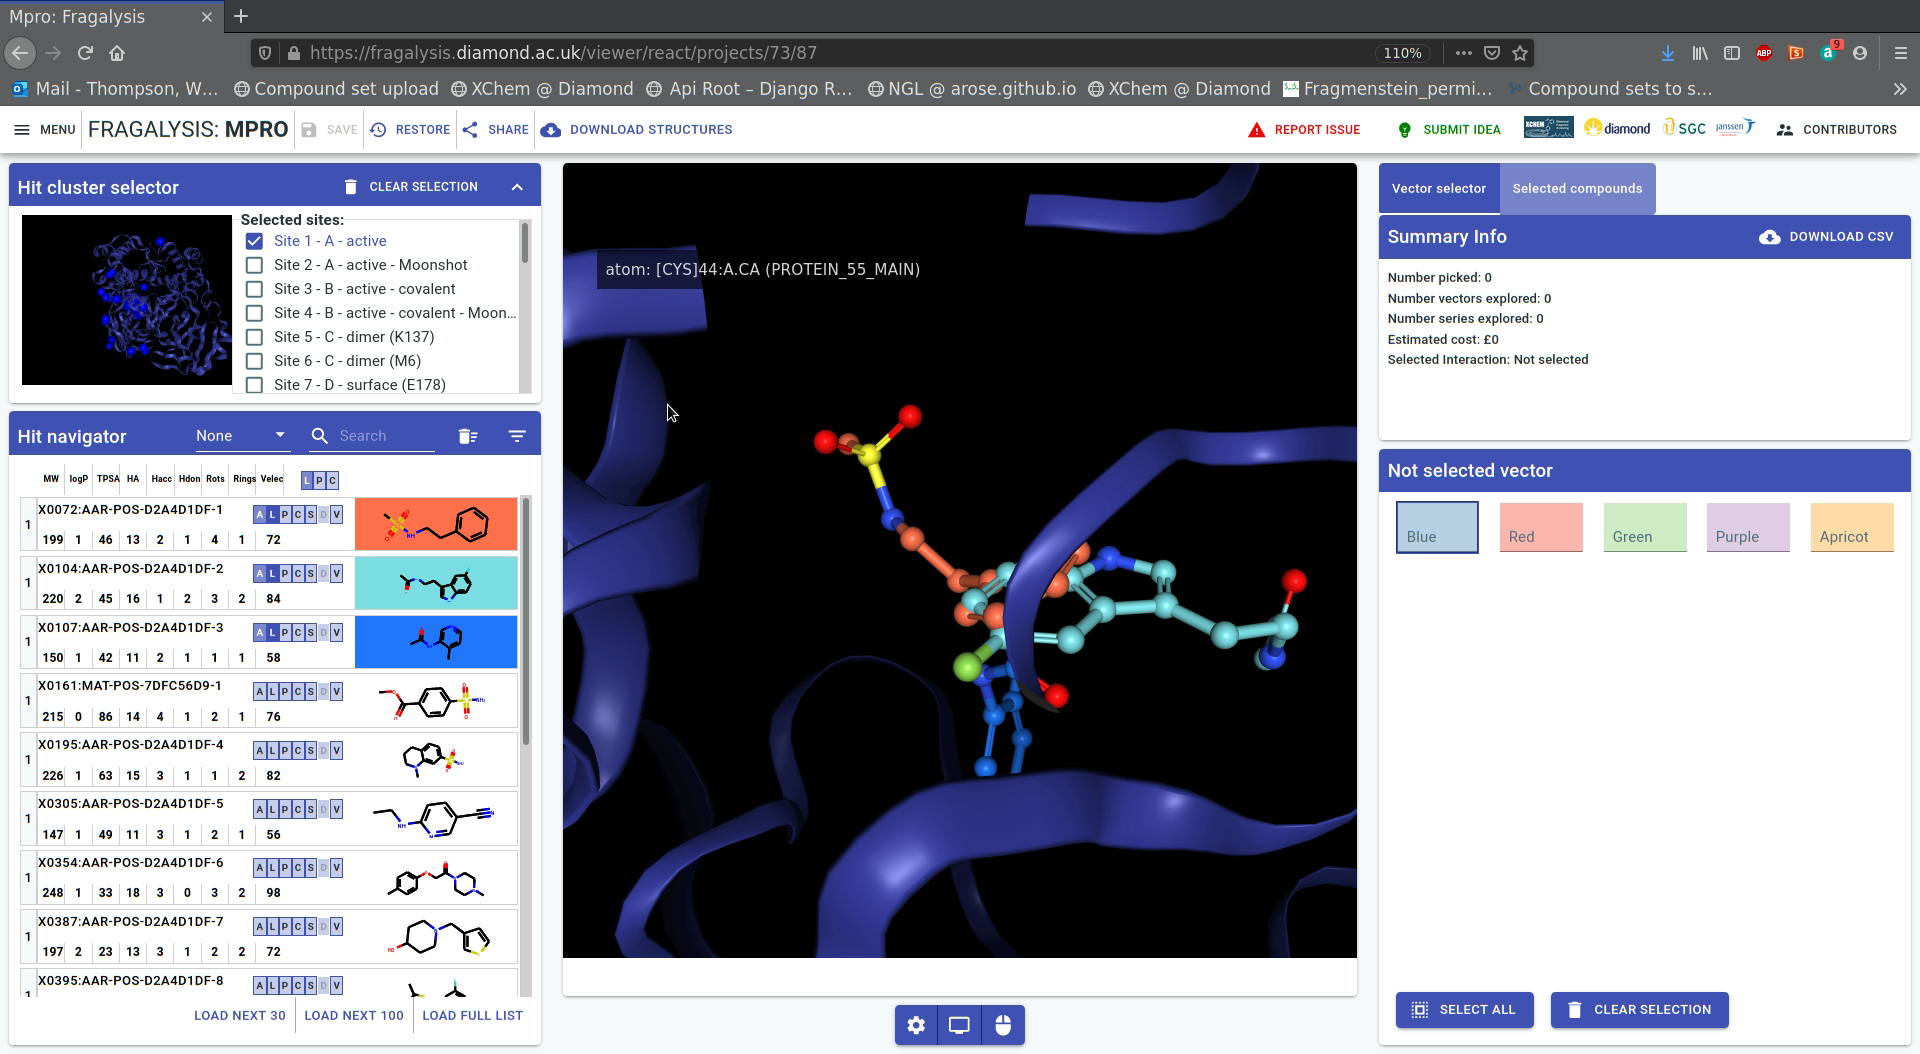 Mpro: Fragalysis
https://fragalysis.diamond.ac.uk/viewer/react/projects/73/87
110%
ABP
9
Mail - Thompson, W…
Compound set upload
XChem @ Diamond
Api Root – Django R…
NGL @ arose.github.io
XChem @ Diamond
Fragmenstein_permi…
Compound sets to s…
MENU
FRAGALYSIS: MPRO
SAVE
RESTORE
SHARE
DOWNLOAD STRUCTURES
REPORT ISSUE
SUBMIT IDEA
XCHEM
diamond
SGC
janssen
CONTRIBUTORS
Hit cluster selector
CLEAR SELECTION
Selected sites:
Site 1 - A - active
Site 2 - A - active - Moonshot
Site 3 - B - active - covalent
Site 4 - B - active - covalent - Moon...
Site 5 - C - dimer (K137)
Site 6 - C - dimer (M6)
Site 7 - D - surface (E178)
Hit navigator
None
Search
MW logP TPSA HA Hacc Hdon Rots Rings Velec L P C
X0072:AAR-POS-D2A4D1DF-1 A L P C S D V
1
199 1 46 13 2 1 4 1 72
X0104:AAR-POS-D2A4D1DF-2 A L P C S D V
1
220 2 45 16 1 2 3 2 84
X0107:AAR-POS-D2A4D1DF-3 A L P C S D V
1
150 1 42 11 2 1 1 1 58
X0161:MAT-POS-7DFC56D9-1 A L P C S D V
1
215 0 86 14 4 1 2 1 76
X0195:AAR-POS-D2A4D1DF-4 A L P C S D V
1
226 1 63 15 3 1 1 2 82
X0305:AAR-POS-D2A4D1DF-5 A L P C S D V
1
147 1 49 11 3 1 2 1 56
X0354:AAR-POS-D2A4D1DF-6 A L P C S D V
1
248 1 33 18 3 0 3 2 98
X0387:AAR-POS-D2A4D1DF-7 A L P C S D V
1
197 2 23 13 3 1 2 2 72
X0395:AAR-POS-D2A4D1DF-8 A L P C S D V
1
LOAD NEXT 30
LOAD NEXT 100
LOAD FULL LIST
atom: [CYS]44:A.CA (PROTEIN_55_MAIN)
Vector selector
Selected compounds
Summary Info
DOWNLOAD CSV
Number picked: 0
Number vectors explored: 0
Number series explored: 0
Estimated cost: £0
Selected Interaction: Not selected
Not selected vector
Blue
Red
Green
Purple
Apricot
SELECT ALL
CLEAR SELECTION